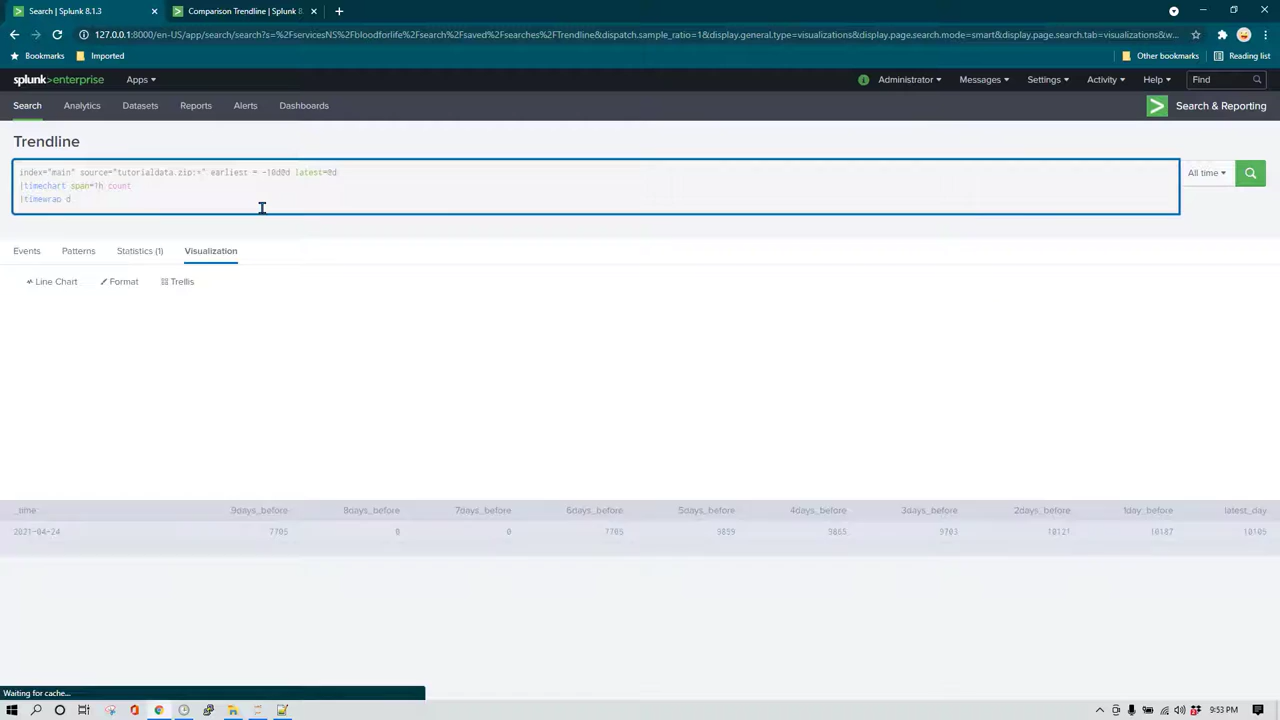 Search | Splunk 8.1.3
Comparison Trendline | Splunk 8
127.0.0.1:8000/en-US/app/search/search?s=%2FservicesNS%2Fbloodforlife%2Fsearch%2Fsaved%2Fsearches%2FTrendline&dispatch.sample_ratio=1&display.general.type=visualizations&display.page.search.mode=smart&display.page.search.tab=visualizations&w...
Bookmarks Imported Other bookmarks Reading list
splunk>enterprise Apps Administrator Messages Settings Activity Help Find
Search Analytics Datasets Reports Alerts Dashboards Search & Reporting
Trendline
index="main" source="tutorialdata.zip:*" earliest = -10d@d latest=@d
|timechart span=1h count
|timewrap d
All time
Events Patterns Statistics (1) Visualization
Line Chart Format Trellis
_time 9days_before 8days_before 7days_before 6days_before 5days_before 4days_before 3days_before 2days_before 1day_before latest_day
2021-04-24 7705 0 0 7705 9859 9865 9703 10121 10187 10105
Waiting for cache...
9:53 PM